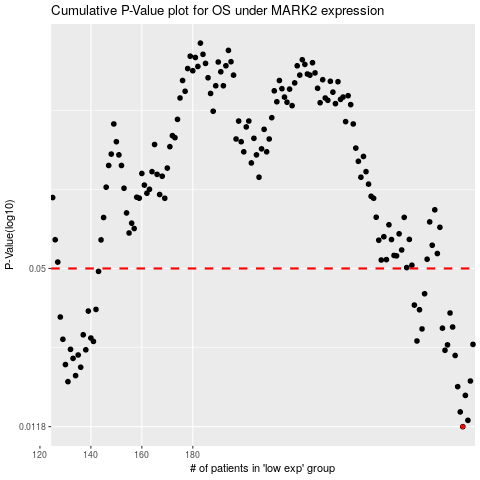 Cumulative P-Value plot for OS under MARK2 expression
P-Value(log10)
0.05
0.0118
120 140 160 180
# of patients in 'low exp' group